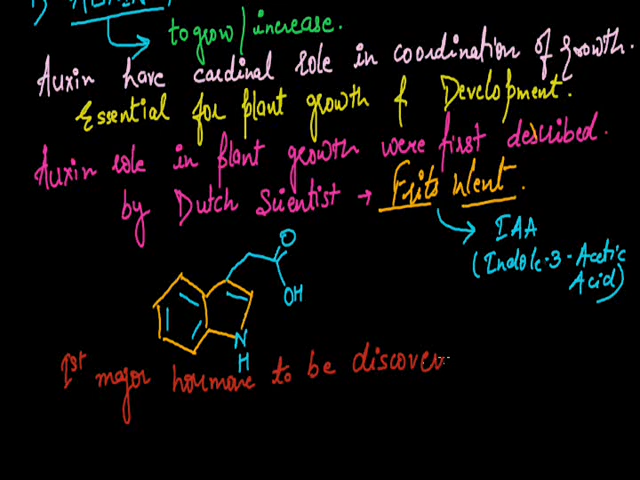 to grow/increase.
Auxin have cardinal role in coordination of growth.
Essential for plant growth & Development.
Auxin role in plant growth were first described.
by Dutch Scientist → Frits Went.
IAA
(Indole-3-Acetic
Acid)
O
OH
N
H
1st major hormone to be discover